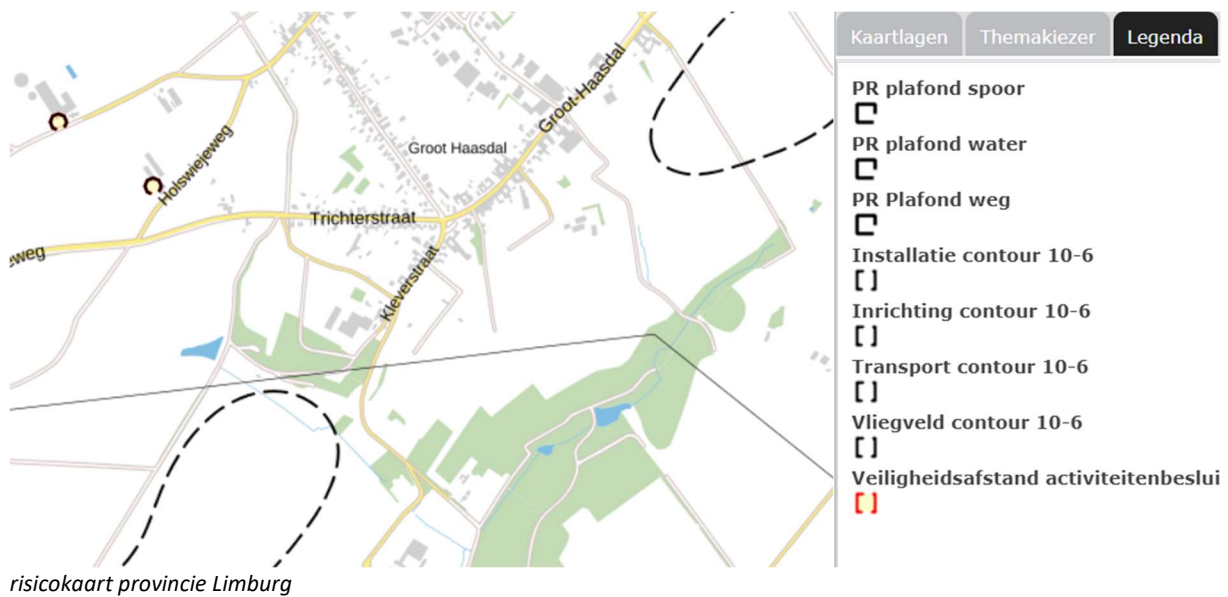 Kaartlagen
Themakiezer
Legenda
PR plafond spoor
PR plafond water
PR Plafond weg
Installatie contour 10-6
Inrichting contour 10-6
Transport contour 10-6
Vliegveld contour 10-6
Veiligheidsafstand activiteitenbeslui
Groot-Haasdal
Groot Haasdal
Holswiejeweg
Trichterstraat
eweg
Kleverstraat
risicokaart provincie Limburg